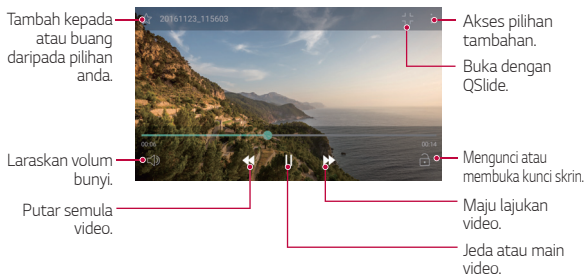 Tambah kepada
atau buang
daripada pilihan
anda.
20161123_115603
Akses pilihan
tambahan.
Buka dengan
QSlide.
00:06
00:14
Laraskan volum
bunyi.
Mengunci atau
membuka kunci skrin.
Putar semula
video.
Maju lajukan
video.
Jeda atau main
video.